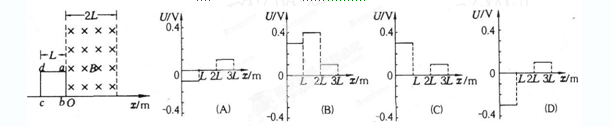 2L
L
d a B
c b O x/m
U/V
0.4
0
-0.4
L 2L 3L x/m
(A)
U/V
0.4
0
-0.4
L 2L 3L x/m
(B)
U/V
0.4
0
-0.4
L 2L 3L x/m
(C)
U/V
0.4
0
-0.4
L 2L 3L x/m
(D)